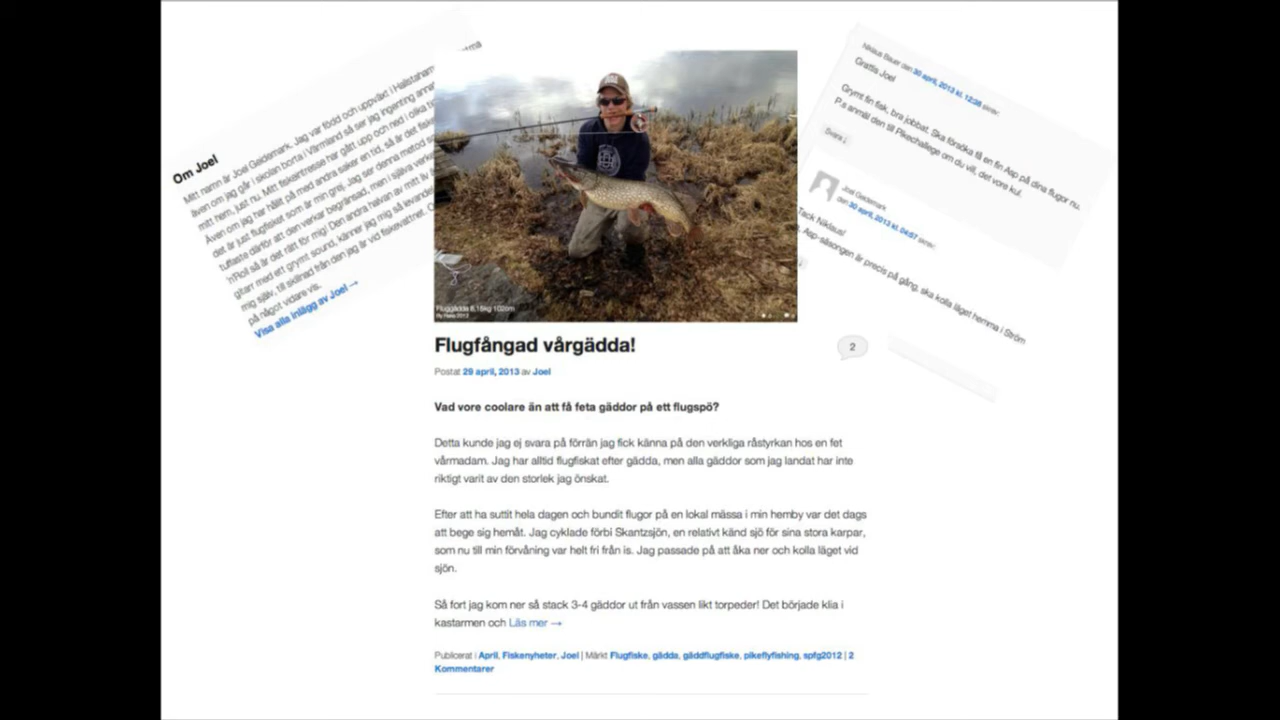 Om Joel
Mitt namn är Joel Geidemark. Jag var född och uppväxt i Hallstaham
även om jag går i skolan borta i Värmland så ser jag ingenting anne
mitt hem, just nu. Mitt fiskeintresse har gått upp och ned i olika
Även om jag har hållt på med andra saker en tid, så är det fiske
det är just flugfisket som är min grej. Jag ser denna metod
tuffaste därför att den verkar begränsad, men i själva verke
'n'Roll så är det rätt för mig! Den andra halvan av mitt liv
gitarr med ett grymt sound, känner jag mig så levande
mig själv, till skillnad från den jag är vid fiskevattnet.
på något vidare vis.
Visa alla inlägg av Joel →
Fluggädda 8,15kg 102cm
Flugfångad vårgädda!
2
Postat 29 april, 2013 av Joel
Vad vore coolare än att få feta gäddor på ett flugspö?
Detta kunde jag ej svara på förrän jag fick känna på den verkliga råstyrkan hos en fet
vårmadam. Jag har alltid flugfiskat efter gädda, men alla gäddor som jag landat har inte
riktigt varit av den storlek jag önskat.
Efter att ha suttit hela dagen och bundit flugor på en lokal mässa i min hemby var det dags
att bege sig hemåt. Jag cyklade förbi Skantzsjön, en relativt känd sjö för sina stora karpar,
som nu till min förvåning var helt fri från is. Jag passade på att åka ner och kolla läget vid
sjön.
Så fort jag kom ner så stack 3-4 gäddor ut från vassen likt torpeder! Det började klia i
kastarmen och Läs mer →
Publicerat i April, Fiskenyheter, Joel | Märkt Flugfiske, gädda, gäddflugfiske, pikeflyfishing, spfg2012 | 2
Kommentarer
Niklaus Bauer den 30 april, 2013 kl. 12:38 skrev:
Grattis Joel
Grymt fin fisk, bra jobbat. Ska försöka få en fin Asp på dina flugor nu.
P.s anmäl den till Pikechallege om du vill, det vore kul.
Svara ↓
Joel Geidemark
den 30 april, 2013 kl. 04:57 skrev:
Tack Niklaus!
Asp-säsongen är precis på gång, ska kolla läget hemma i Ström